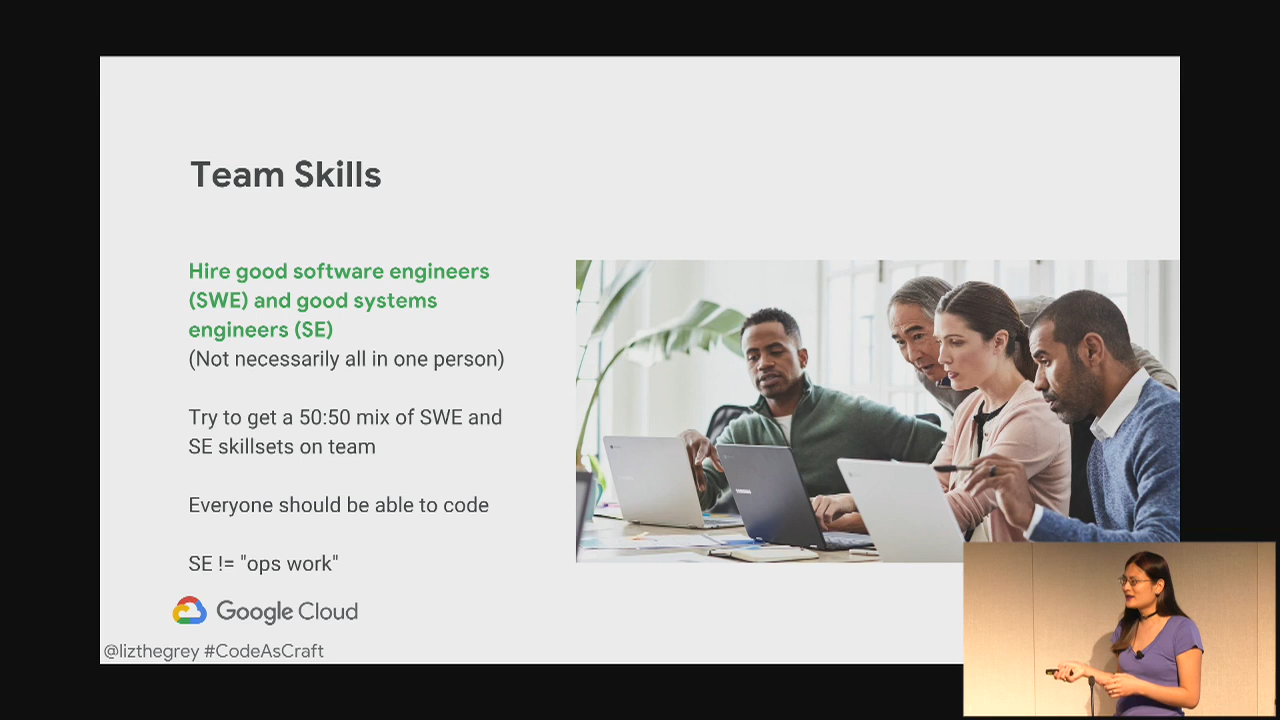 Team Skills
Hire good software engineers
(SWE) and good systems
engineers (SE)
(Not necessarily all in one person)
Try to get a 50:50 mix of SWE and
SE skillsets on team
Everyone should be able to code
SE != "ops work"
Google Cloud
@lizthegrey #CodeAsCraft